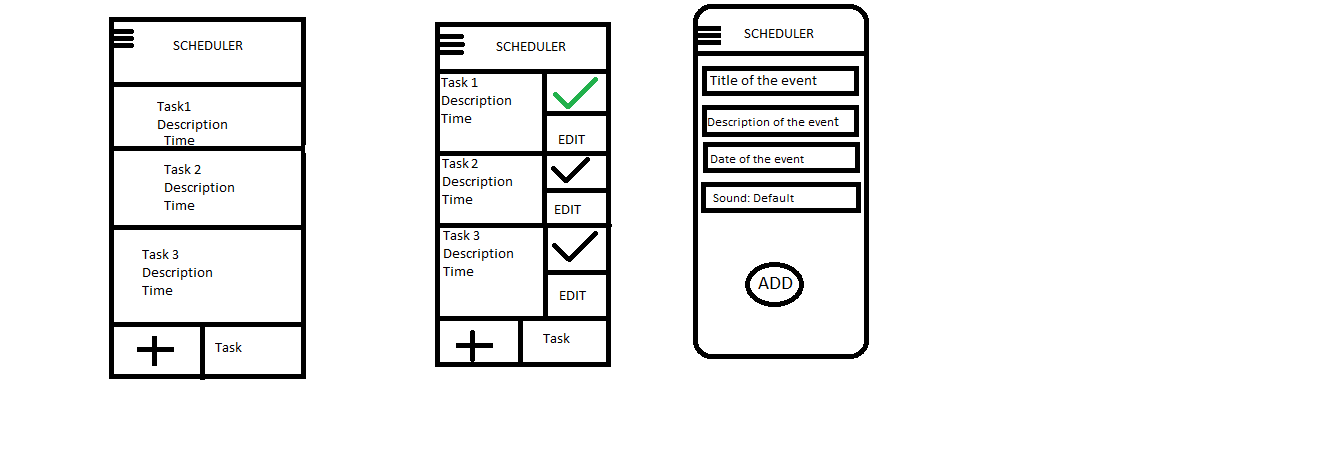 SCHEDULER
Task1
Description
Time
Task 2
Description
Time
Task 3
Description
Time
Task
SCHEDULER
Task 1
Description
Time
EDIT
Task 2
Description
Time
EDIT
Task 3
Description
Time
EDIT
Task
SCHEDULER
Title of the event
Description of the event
Date of the event
Sound: Default
ADD